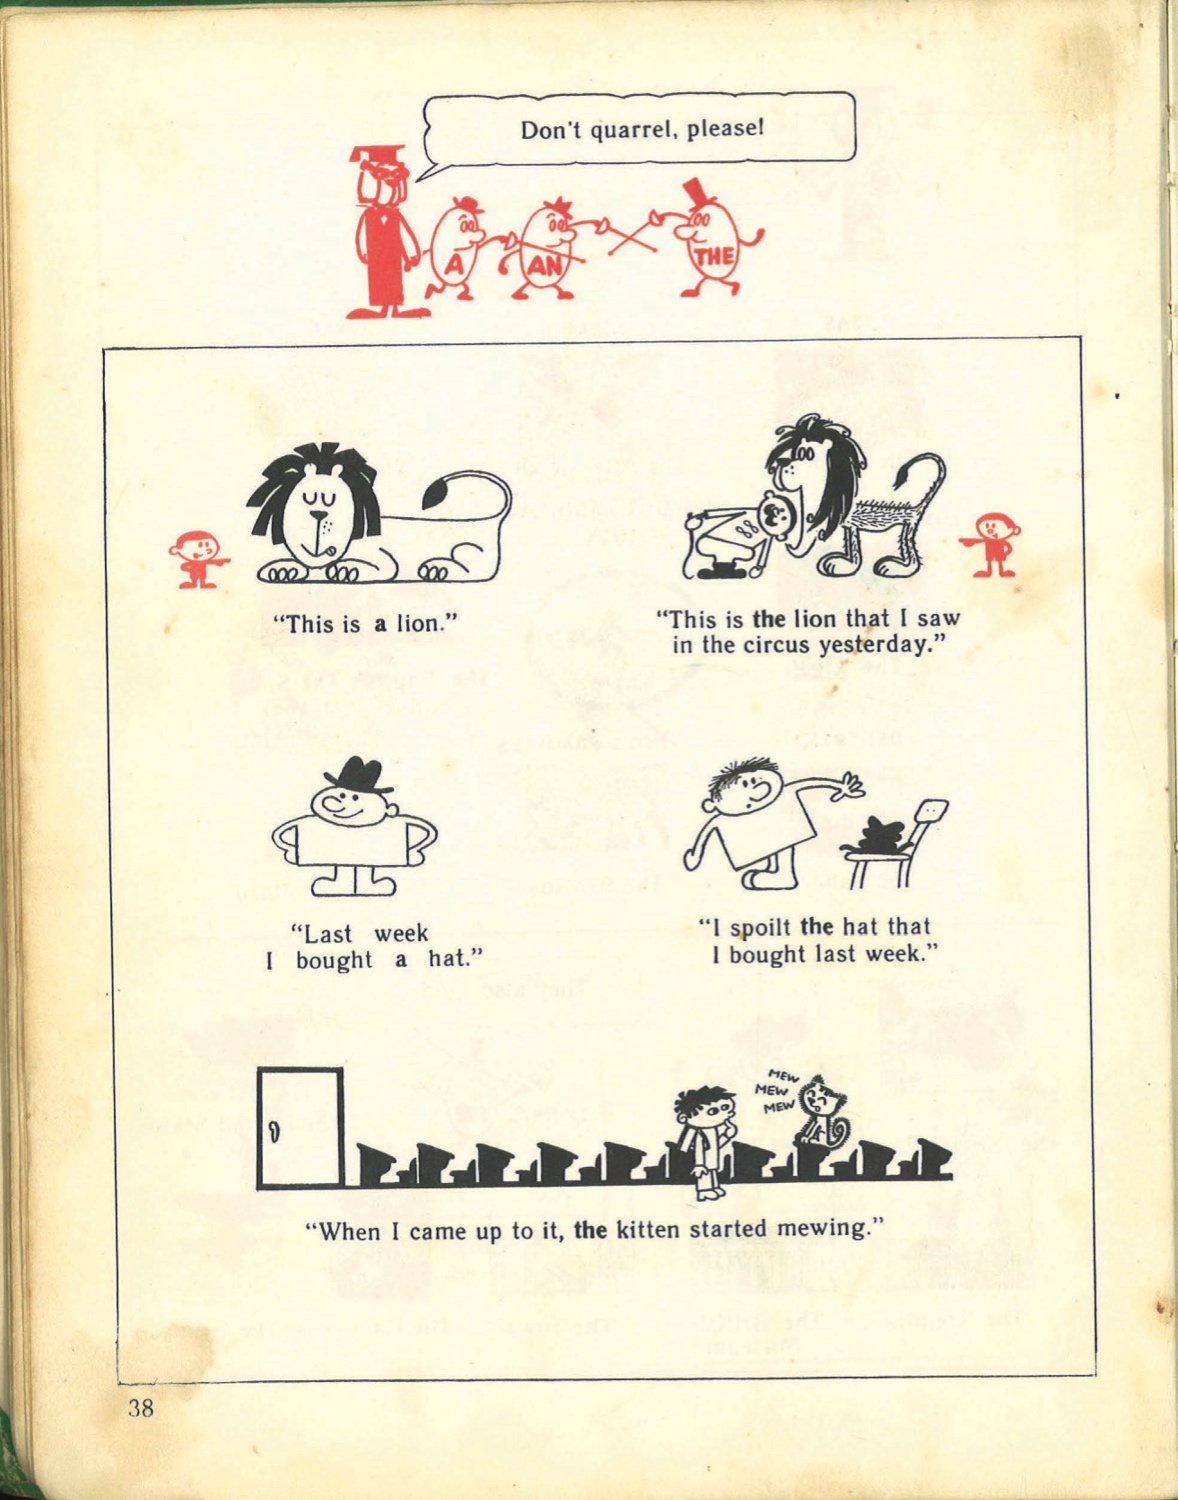 Don't quarrel, please!
A
AN
THE
"This is a lion."
"This is the lion that I saw
in the circus yesterday."
"Last week
I bought a hat."
"I spoilt the hat that
I bought last week."
MEW
MEW
MEW
"When I came up to it, the kitten started mewing."
38